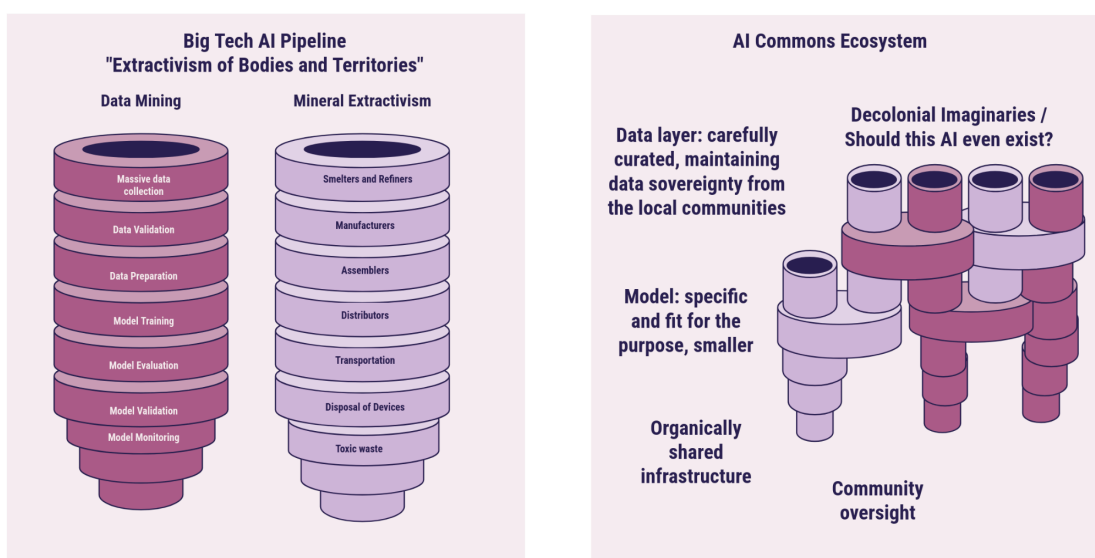 Big Tech AI Pipeline
"Extractivism of Bodies and Territories"
Data Mining
Massive data
collection
Data Validation
Data Preparation
Model Training
Model Evaluation
Model Validation
Model Monitoring
Mineral Extractivism
Smelters and Refiners
Manufacturers
Assemblers
Distributors
Transportation
Disposal of Devices
Toxic waste
AI Commons Ecosystem
Decolonial Imaginaries /
Should this AI even exist?
Data layer: carefully
curated, maintaining
data sovereignty from
the local communities
Model: specific
and fit for the
purpose, smaller
Organically
shared
infrastructure
Community
oversight